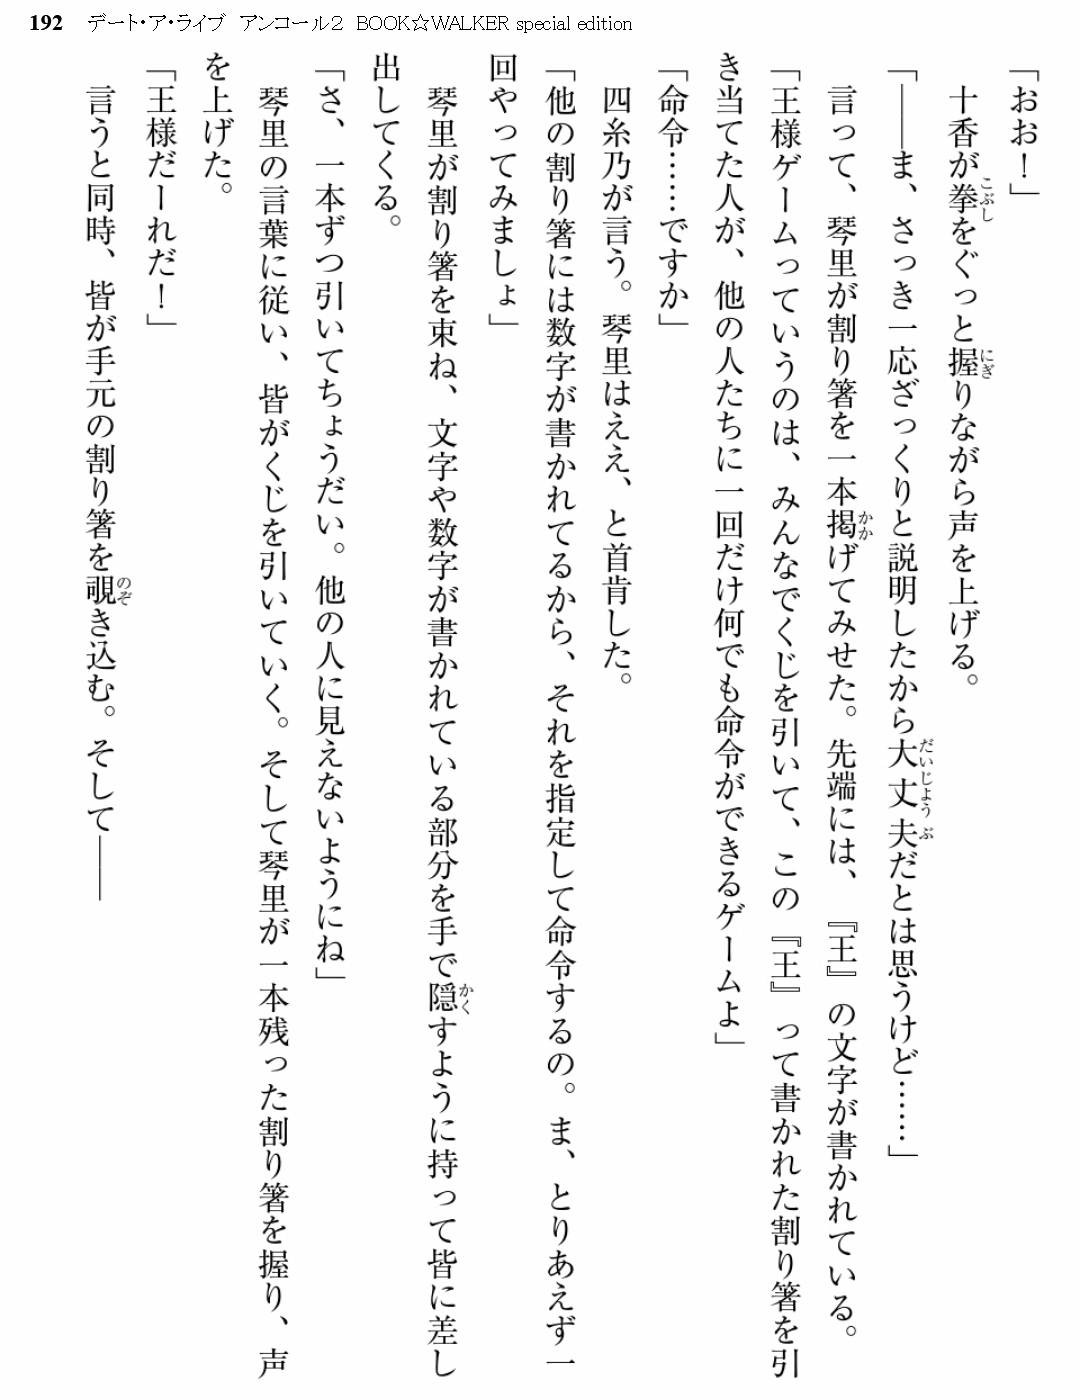 192 デート・ア・ライブ アンコール2 BOOK☆WALKER special edition
「おお！」
十香が拳をぐっと握りながら声を上げる。
「――ま、さっき一応ざっくりと説明したから大丈夫だとは思うけど……」
言って、琴里が割り箸を一本掲げてみせた。先端には、『王』の文字が書かれている。
「王様ゲームっていうのは、みんなでくじを引いて、この『王』って書かれた割り箸を引
き当てた人が、他の人たちに一回だけ何でも命令ができるゲームよ」
「命令……ですか」
四糸乃が言う。琴里はええ、と首肯した。
「他の割り箸には数字が書かれてるから、それを指定して命令するの。ま、とりあえず一
回やってみましょ」
琴里が割り箸を束ね、文字や数字が書かれている部分を手で隠すように持って皆に差し
出してくる。
「さ、一本ずつ引いてちょうだい。他の人に見えないようにね」
琴里の言葉に従い、皆がくじを引いていく。そして琴里が一本残った割り箸を握り、声
を上げた。
「王様だーれだ！」
言うと同時、皆が手元の割り箸を覗き込む。そして――